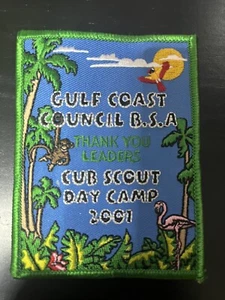 GULF COAST
COUNCIL B.S.A
THANK YOU
LEADERS
CUB SCOUT
DAY CAMP
2001